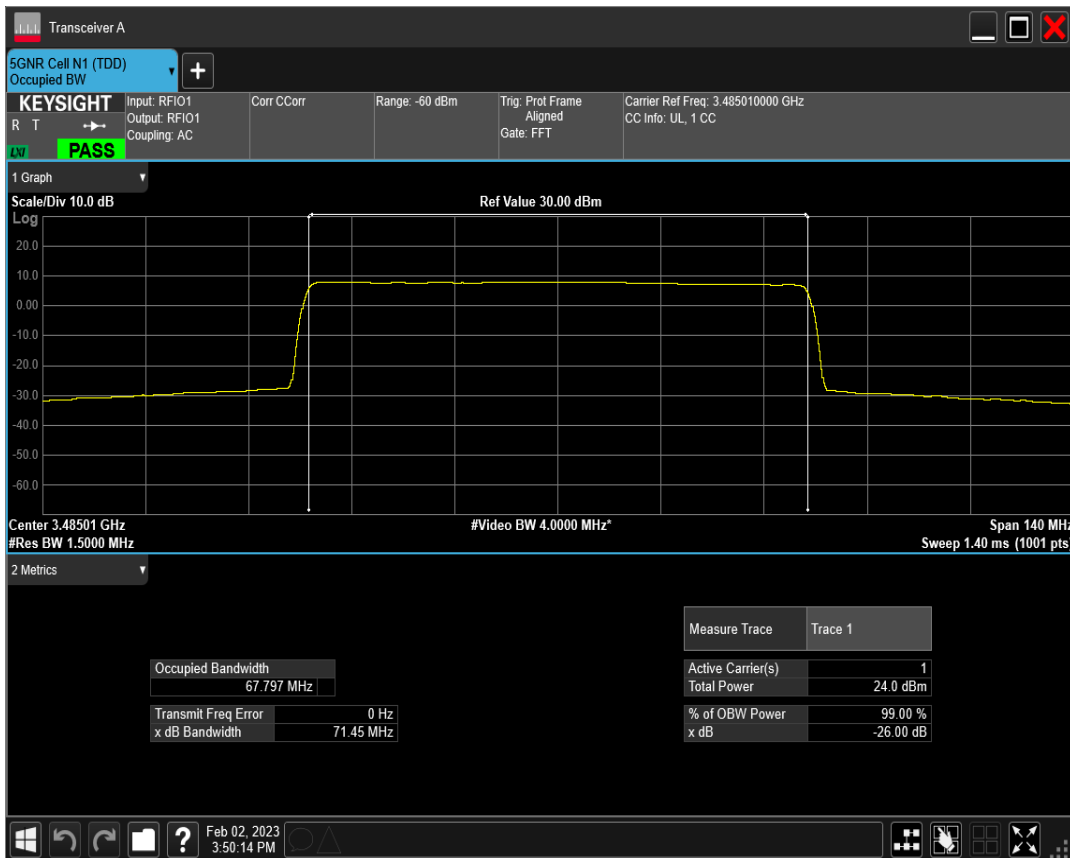 Transceiver A
5GNR Cell N1 (TDD)
Occupied BW
+
KEYSIGHT
R T
LXI
PASS
Input: RFIO1
Output: RFIO1
Coupling: AC
Corr CCorr
Range: -60 dBm
Trig: Prot Frame
Aligned
Gate: FFT
Carrier Ref Freq: 3.485010000 GHz
CC Info: UL, 1 CC
1 Graph
Scale/Div 10.0 dB
Ref Value 30.00 dBm
Log
20.0
10.0
0.00
-10.0
-20.0
-30.0
-40.0
-50.0
-60.0
Center 3.48501 GHz
#Video BW 4.0000 MHz*
Span 140 MHz
#Res BW 1.5000 MHz
Sweep 1.40 ms (1001 pts)
2 Metrics
Measure Trace Trace 1
Occupied Bandwidth
67.797 MHz
Active Carrier(s) 1
Total Power 24.0 dBm
Transmit Freq Error 0 Hz
x dB Bandwidth 71.45 MHz
% of OBW Power 99.00 %
x dB -26.00 dB
?
Feb 02, 2023
3:50:14 PM